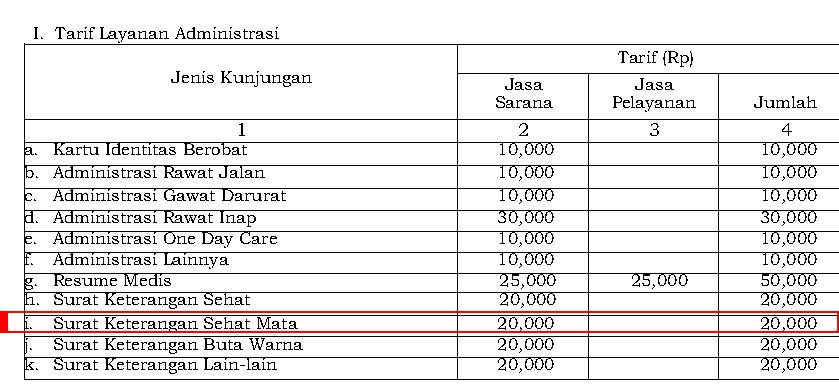 I. Tarif Layanan Administrasi
Jenis Kunjungan
Tarif (Rp)
Jasa Sarana
Jasa Pelayanan
Jumlah
1 2 3 4
a. Kartu Identitas Berobat 10,000 10,000
b. Administrasi Rawat Jalan 10,000 10,000
c. Administrasi Gawat Darurat 10,000 10,000
d. Administrasi Rawat Inap 30,000 30,000
e. Administrasi One Day Care 10,000 10,000
f. Administrasi Lainnya 10,000 10,000
g. Resume Medis 25,000 25,000 50,000
h. Surat Keterangan Sehat 20,000 20,000
i. Surat Keterangan Sehat Mata 20,000 20,000
j. Surat Keterangan Buta Warna 20,000 20,000
k. Surat Keterangan Lain-lain 20,000 20,000